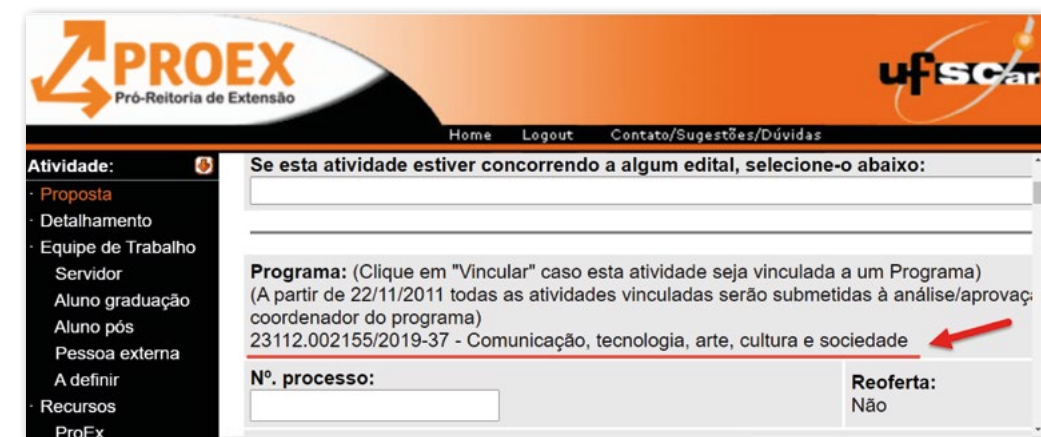 PROEX
Pró-Reitoria de Extensão
ufscar
Home Logout Contato/Sugestões/Dúvidas
Atividade:
· Proposta
· Detalhamento
· Equipe de Trabalho
Servidor
Aluno graduação
Aluno pós
Pessoa externa
A definir
· Recursos
ProEx
Se esta atividade estiver concorrendo a algum edital, selecione-o abaixo:
Programa: (Clique em "Vincular" caso esta atividade seja vinculada a um Programa)
(A partir de 22/11/2011 todas as atividades vinculadas serão submetidas à análise/aprovaç
coordenador do programa)
23112.002155/2019-37 - Comunicação, tecnologia, arte, cultura e sociedade
Nº. processo:
Reoferta:
Não